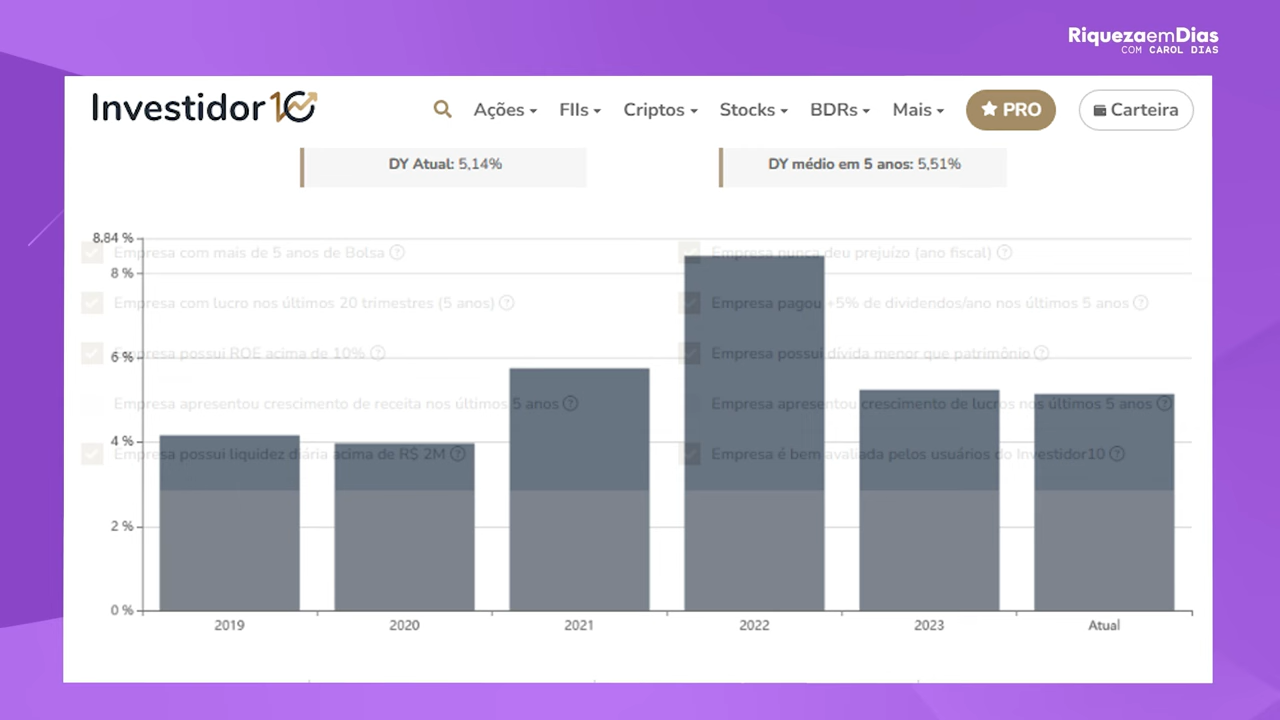 RiquezaemDias
COM CAROL DIAS
Investidor10
Ações
FIIs
Criptos
Stocks
BDRs
Mais
PRO
Carteira
DY Atual: 5,14%
DY médio em 5 anos: 5,51%
8,84 %
Empresa com mais de 5 anos de Bolsa
Empresa nunca deu prejuízo (ano fiscal)
8 %
Empresa com lucro nos últimos 20 trimestres (5 anos)
Empresa pagou +5% de dividendos/ano nos últimos 5 anos
6 %
Empresa possui ROE acima de 10%
Empresa possui dívida menor que patrimônio
Empresa apresentou crescimento de receita nos últimos 5 anos
Empresa apresentou crescimento de lucros nos últimos 5 anos
4 %
Empresa possui liquidez diária acima de R$ 2M
Empresa é bem avaliada pelos usuários do Investidor10
2 %
0 %
2019
2020
2021
2022
2023
Atual